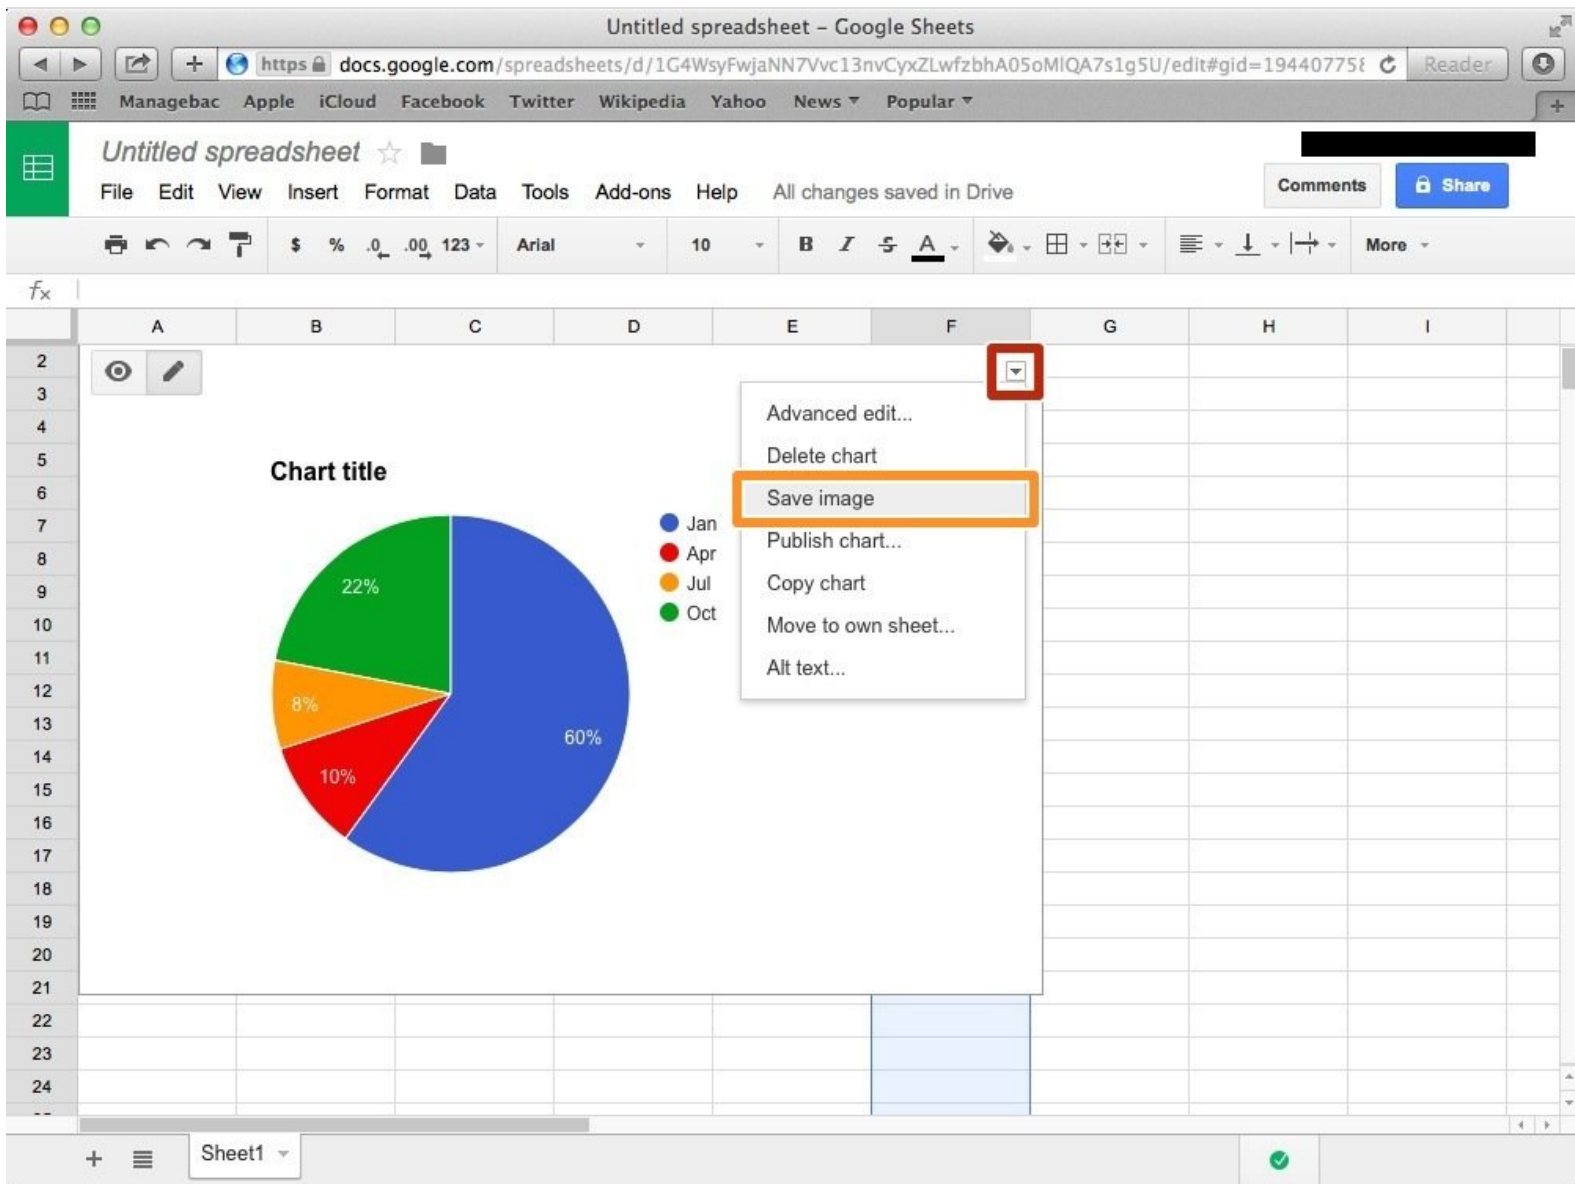 Untitled spreadsheet – Google Sheets
https docs.google.com/spreadsheets/d/1G4WsyFwjaNN7Vvc13nvCyxZLwfzbhA05oMlQA7s1g5U/edit#gid=194407758 Reader
Managebac Apple iCloud Facebook Twitter Wikipedia Yahoo News Popular
Untitled spreadsheet
File Edit View Insert Format Data Tools Add-ons Help All changes saved in Drive Comments Share
$ % .0 .00 123 Arial 10 B I S A More
fx
A B C D E F G H I
2
3
4
5
6
7
8
9
10
11
12
13
14
15
16
17
18
19
20
21
22
23
24
Chart title
22%
8%
10%
60%
Jan
Apr
Jul
Oct
Advanced edit...
Delete chart
Save image
Publish chart...
Copy chart
Move to own sheet...
Alt text...
Sheet1